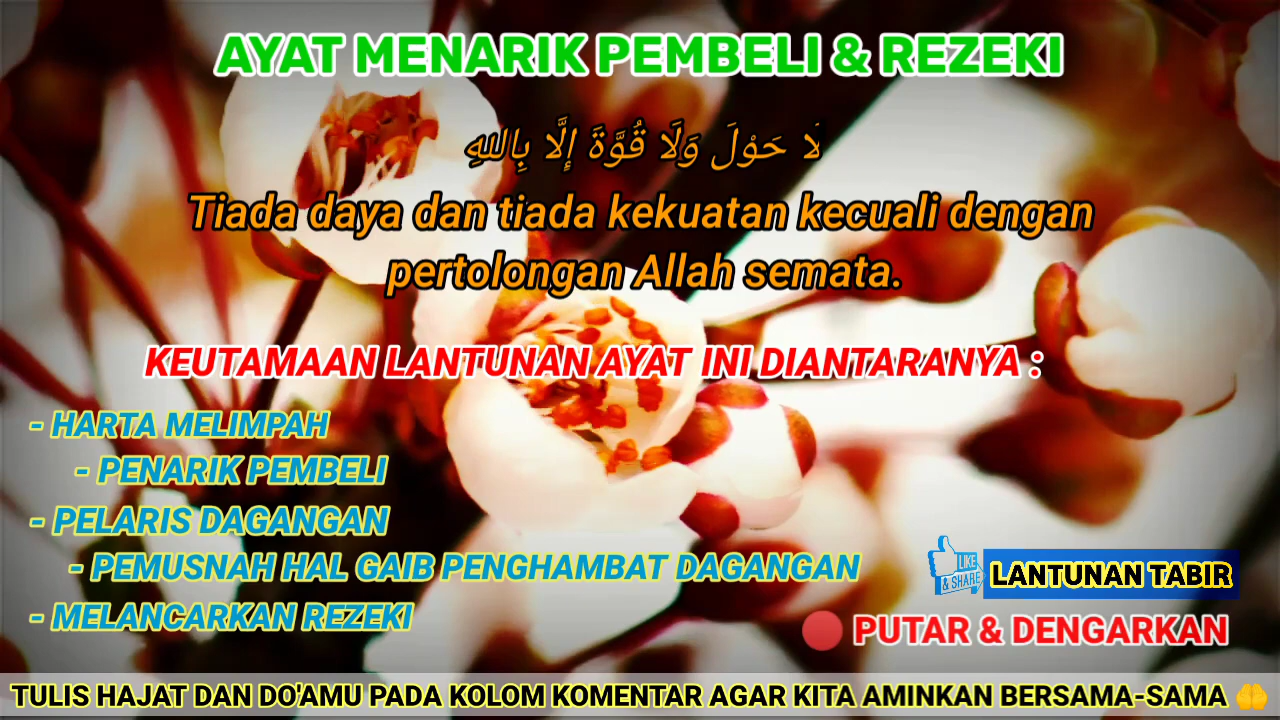 AYAT MENARIK PEMBELI & REZEKI
لَا حَوْلَ وَلَا قُوَّةَ إِلَّا بِاللهِ
Tiada daya dan tiada kekuatan kecuali dengan
pertolongan Allah semata.
KEUTAMAAN LANTUNAN AYAT INI DIANTARANYA :
- HARTA MELIMPAH
- PENARIK PEMBELI
- PELARIS DAGANGAN
- PEMUSNAH HAL GAIB PENGHAMBAT DAGANGAN
- MELANCARKAN REZEKI
LIKE
& SHARE
LANTUNAN TABIR
PUTAR & DENGARKAN
TULIS HAJAT DAN DO'AMU PADA KOLOM KOMENTAR AGAR KITA AMINKAN BERSAMA-SAMA 🤲